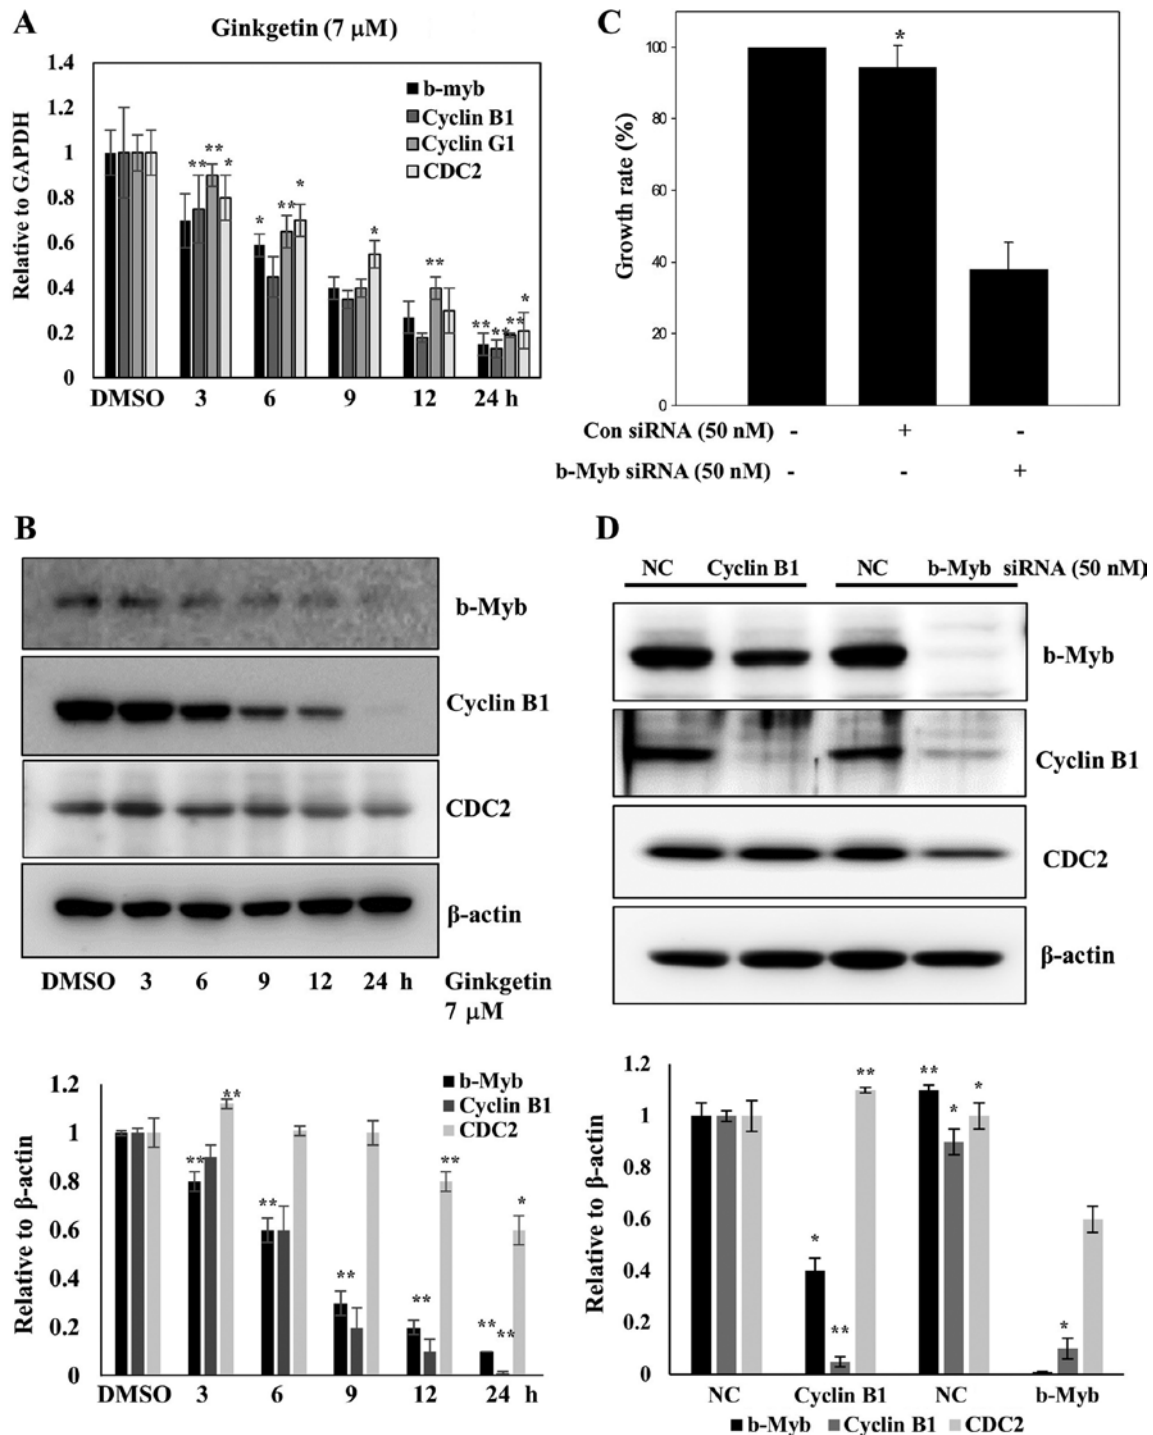 A
Ginkgetin (7 μM)
1.4
1.2
1
0.8
0.6
0.4
0.2
0
Relative to GAPDH
b-myb
Cyclin B1
Cyclin G1
CDC2
** ** *
* ** *
*
**
** ** ** *
DMSO 3 6 9 12 24 h
C
100
80
60
40
20
0
Growth rate (%)
*
Con siRNA (50 nM) - + -
b-Myb siRNA (50 nM) - - +
B
b-Myb
Cyclin B1
CDC2
β-actin
DMSO 3 6 9 12 24 h Ginkgetin
7 μM
1.2
1
0.8
0.6
0.4
0.2
0
Relative to β-actin
b-Myb
Cyclin B1
CDC2
** **
**
**
** **
** ** *
DMSO 3 6 9 12 24 h
D
NC Cyclin B1 NC b-Myb siRNA (50 nM)
b-Myb
Cyclin B1
CDC2
β-actin
1.2
1
0.8
0.6
0.4
0.2
0
Relative to β-actin
* ** **
** * *
*
NC Cyclin B1 NC b-Myb
b-Myb Cyclin B1 CDC2